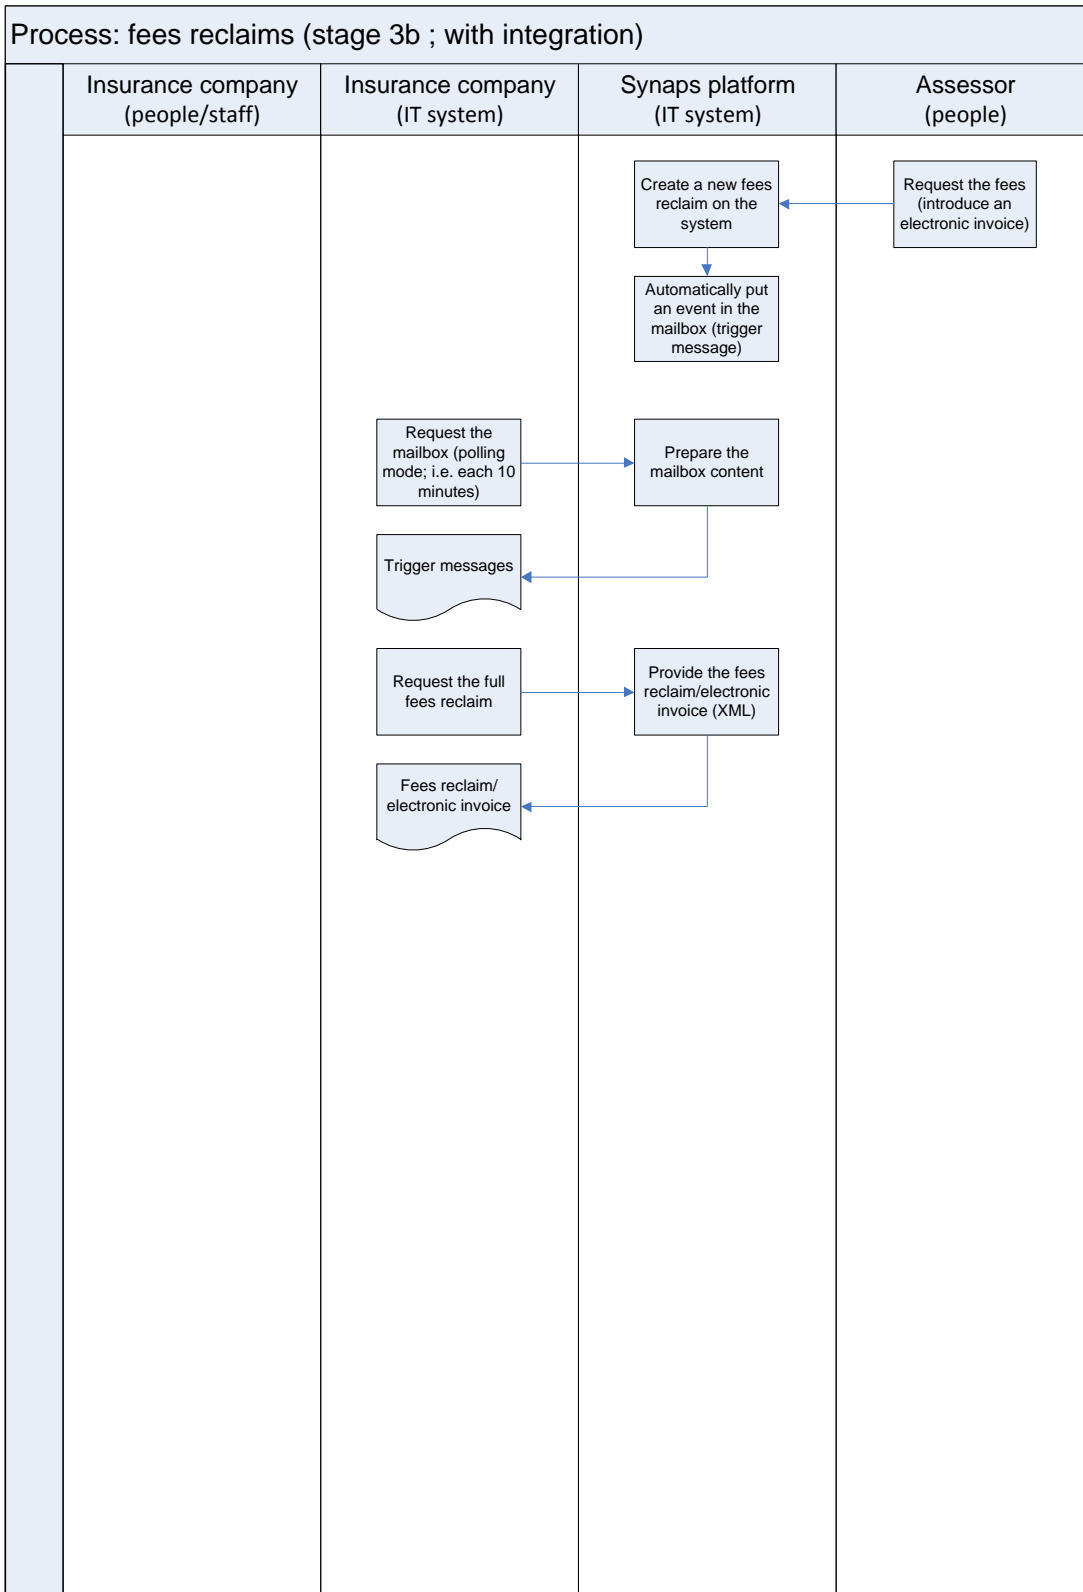 Process: fees reclaims (stage 3b ; with integration)
Insurance company
(people/staff)
Insurance company
(IT system)
Synaps platform
(IT system)
Assessor
(people)
Create a new fees
reclaim on the
system
Request the fees
(introduce an
electronic invoice)
Automatically put
an event in the
mailbox (trigger
message)
Request the
mailbox (polling
mode; i.e. each 10
minutes)
Prepare the
mailbox content
Trigger messages
Request the full
fees reclaim
Provide the fees
reclaim/electronic
invoice (XML)
Fees reclaim/
electronic invoice